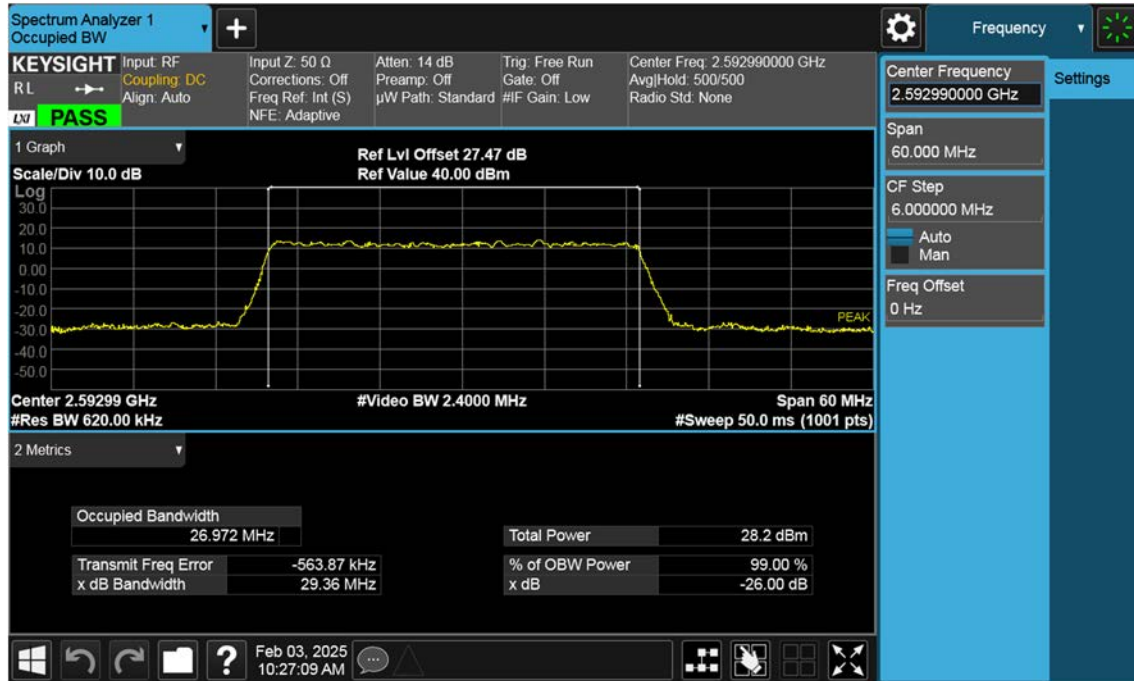 Spectrum Analyzer 1
Occupied BW
+
Frequency
KEYSIGHT
R L
LXI
PASS
Input: RF
Coupling: DC
Align: Auto
Input Z: 50 Ω
Corrections: Off
Freq Ref: Int (S)
NFE: Adaptive
Atten: 14 dB
Preamp: Off
µW Path: Standard
Trig: Free Run
Gate: Off
#IF Gain: Low
Center Freq: 2.592990000 GHz
Avg|Hold: 500/500
Radio Std: None
Center Frequency
2.592990000 GHz
Settings
Span
60.000 MHz
CF Step
6.000000 MHz
Auto
Man
Freq Offset
0 Hz
1 Graph
Scale/Div 10.0 dB
Ref Lvl Offset 27.47 dB
Ref Value 40.00 dBm
Log
30.0
20.0
10.0
0.00
-10.0
-20.0
-30.0
-40.0
-50.0
PEAK
Center 2.59299 GHz
#Video BW 2.4000 MHz
Span 60 MHz
#Res BW 620.00 kHz
#Sweep 50.0 ms (1001 pts)
2 Metrics
Occupied Bandwidth
26.972 MHz
Total Power 28.2 dBm
Transmit Freq Error -563.87 kHz
% of OBW Power 99.00 %
x dB Bandwidth 29.36 MHz
x dB -26.00 dB
?
Feb 03, 2025
10:27:09 AM